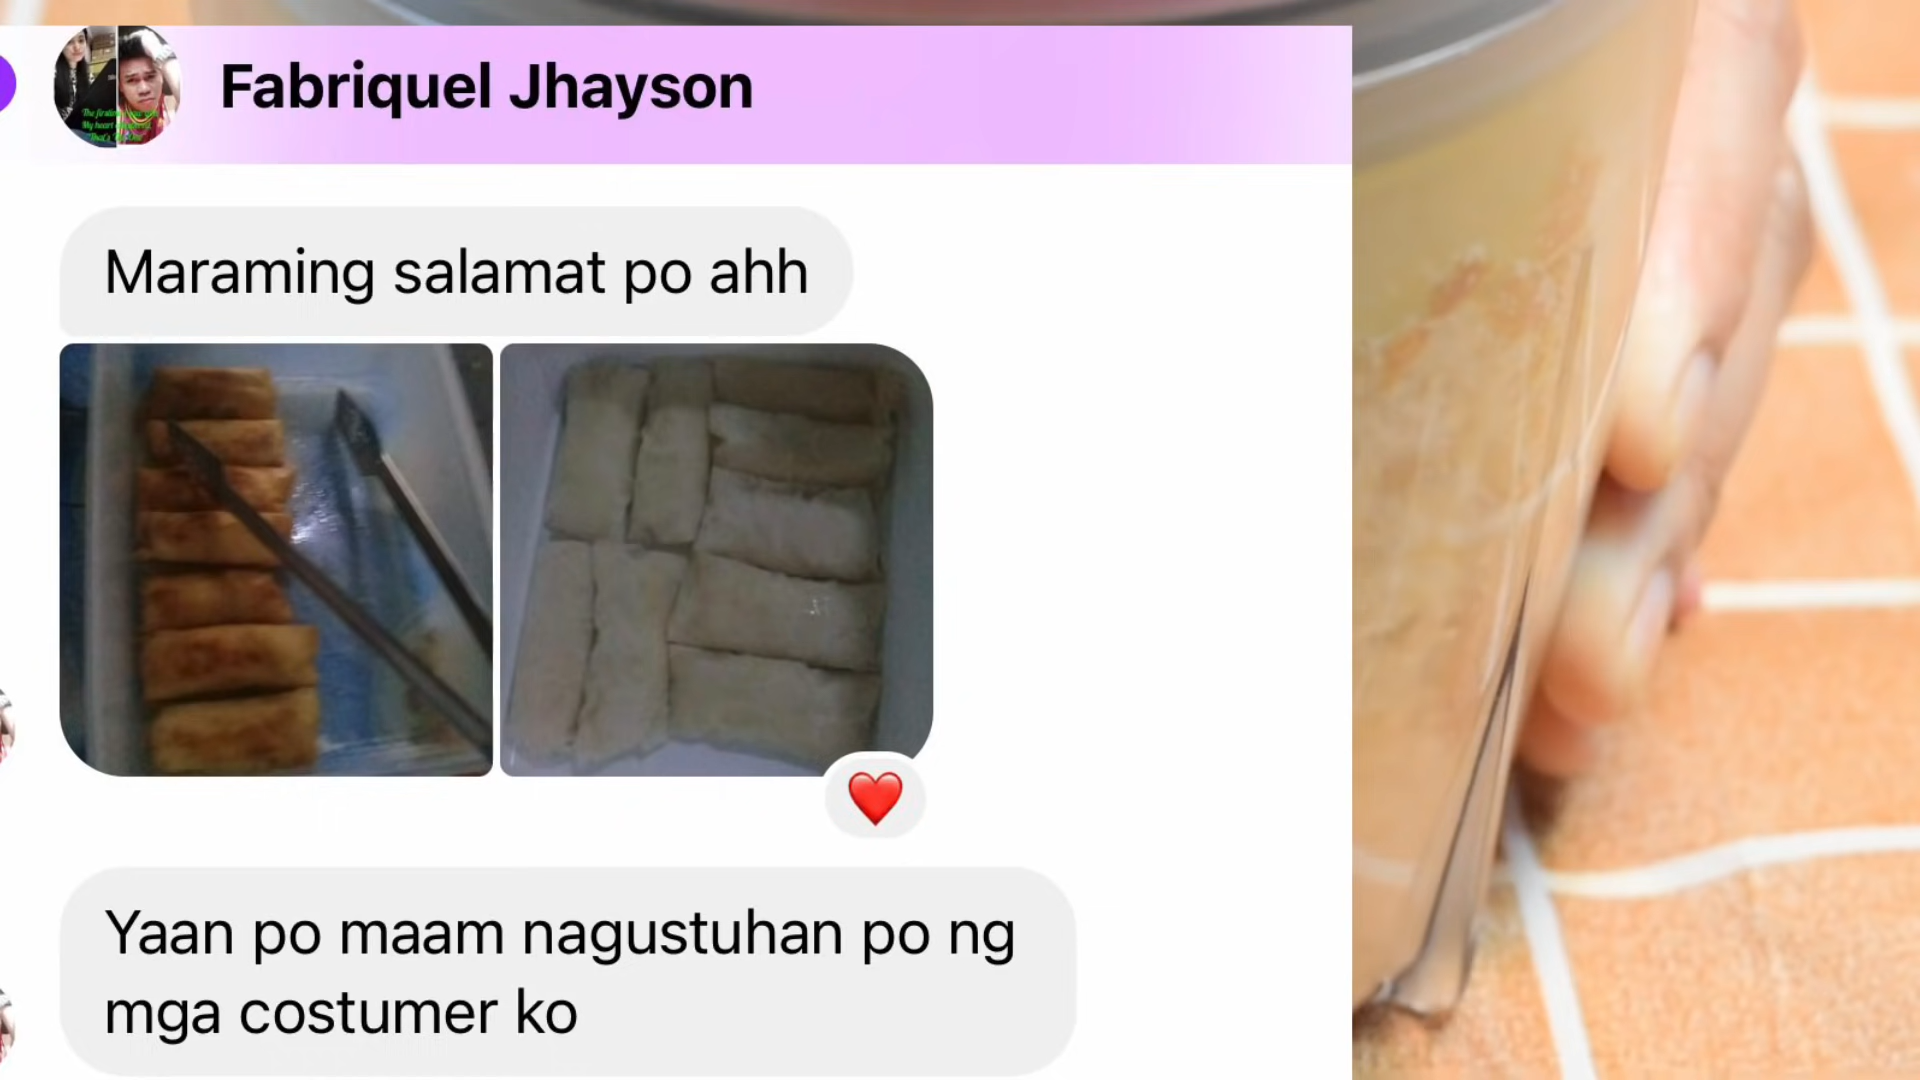 Fabriquel Jhayson
Maraming salamat po ahh
Yaan po maam nagustuhan po ng
mga costumer ko